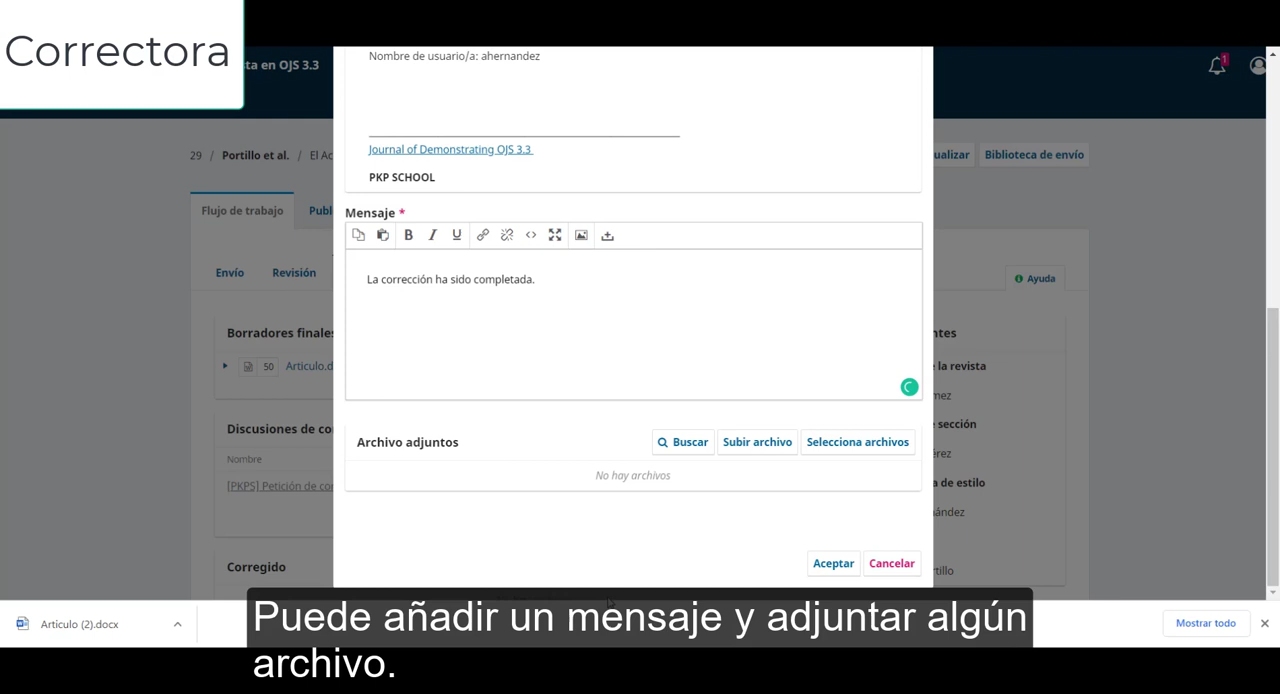 Correctora
ta en OJS 3.3
1
Nombre de usuario/a: ahernandez
Journal of Demonstrating OJS 3.3
PKP SCHOOL
29 / Portillo et al. / El Ac
ualizar
Biblioteca de envío
Flujo de trabajo
Publ
Mensaje *
B I U
La corrección ha sido completada.
Envío
Revisión
Ayuda
Borradores finales
50 Articulo.d
Discusiones de co
Nombre
[PKPS] Petición de cor
Corregido
ntes
la revista
mez
sección
érez
a de estilo
nández
tillo
Archivo adjuntos
Buscar
Subir archivo
Selecciona archivos
No hay archivos
Aceptar
Cancelar
Articulo (2).docx
Mostrar todo
Puede añadir un mensaje y adjuntar algún
archivo.